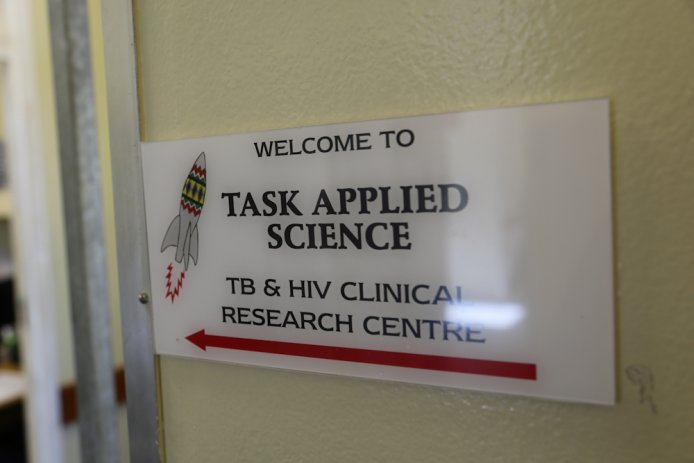 WELCOME TO
TASK APPLIED
SCIENCE
TB & HIV CLINICAL
RESEARCH CENTRE